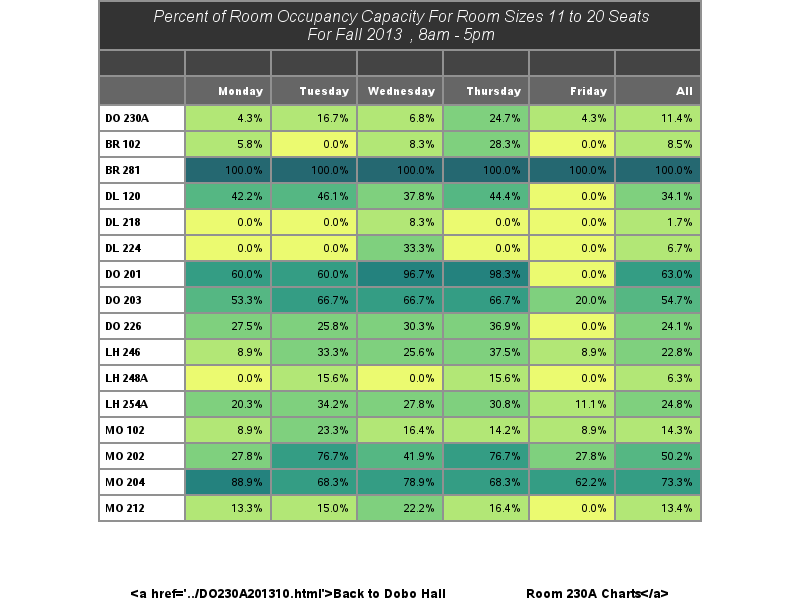 Percent of Room Occupancy Capacity For Room Sizes 11 to 20 Seats
For Fall 2013 , 8am - 5pm
Monday Tuesday Wednesday Thursday Friday All
DO 230A 4.3% 16.7% 6.8% 24.7% 4.3% 11.4%
BR 102 5.8% 0.0% 8.3% 28.3% 0.0% 8.5%
BR 281 100.0% 100.0% 100.0% 100.0% 100.0% 100.0%
DL 120 42.2% 46.1% 37.8% 44.4% 0.0% 34.1%
DL 218 0.0% 0.0% 8.3% 0.0% 0.0% 1.7%
DL 224 0.0% 0.0% 33.3% 0.0% 0.0% 6.7%
DO 201 60.0% 60.0% 96.7% 98.3% 0.0% 63.0%
DO 203 53.3% 66.7% 66.7% 66.7% 20.0% 54.7%
DO 226 27.5% 25.8% 30.3% 36.9% 0.0% 24.1%
LH 246 8.9% 33.3% 25.6% 37.5% 8.9% 22.8%
LH 248A 0.0% 15.6% 0.0% 15.6% 0.0% 6.3%
LH 254A 20.3% 34.2% 27.8% 30.8% 11.1% 24.8%
MO 102 8.9% 23.3% 16.4% 14.2% 8.9% 14.3%
MO 202 27.8% 76.7% 41.9% 76.7% 27.8% 50.2%
MO 204 88.9% 68.3% 78.9% 68.3% 62.2% 73.3%
MO 212 13.3% 15.0% 22.2% 16.4% 0.0% 13.4%
<a href='../DO230A201310.html'>Back to Dobo Hall Room 230A Charts</a>